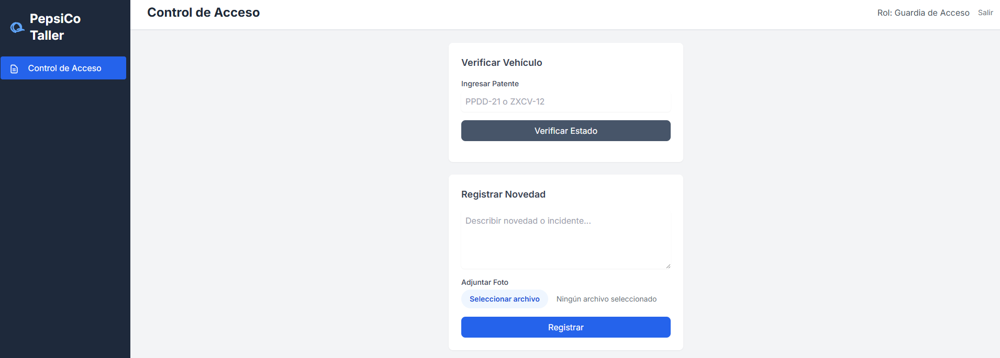 PepsiCo
Taller
Control de Acceso
Control de Acceso
Rol: Guardia de Acceso
Salir
Verificar Vehículo
Ingresar Patente
PPDD-21 o ZXCV-12
Verificar Estado
Registrar Novedad
Describir novedad o incidente...
Adjuntar Foto
Seleccionar archivo
Ningún archivo seleccionado
Registrar